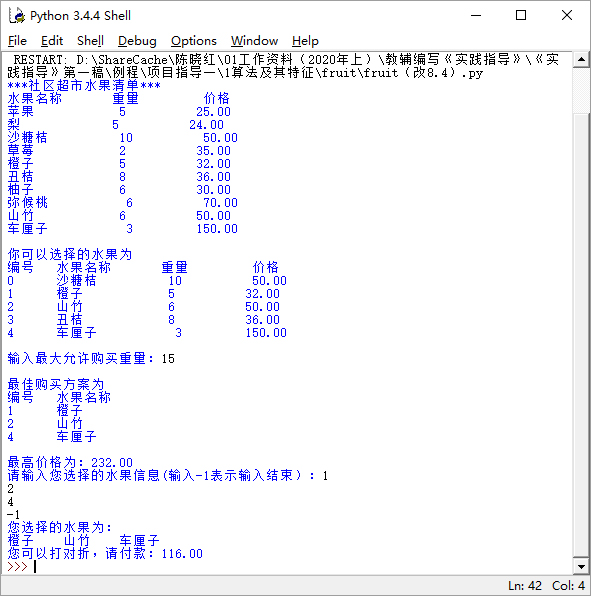 Python 3.4.4 Shell
File Edit Shell Debug Options Window Help
RESTART: D:\ShareCache\陈晓红\01工作资料（2020年上）\教辅编写《实践指导》\《实
践指导》第一稿\例程\项目指导一\1算法及其特征\fruit\fruit（改8.4）.py
***社区超市水果清单***
水果名称 重量 价格
苹果 5 25.00
梨 5 24.00
沙糖桔 10 50.00
草莓 2 35.00
橙子 5 32.00
丑桔 8 36.00
柚子 6 30.00
弥候桃 6 70.00
山竹 6 50.00
车厘子 3 150.00
你可以选择的水果为
编号 水果名称 重量 价格
0 沙糖桔 10 50.00
1 橙子 5 32.00
2 山竹 6 50.00
3 丑桔 8 36.00
4 车厘子 3 150.00
输入最大允许购买重量：15
最佳购买方案为
编号 水果名称
1 橙子
2 山竹
4 车厘子
最高价格为：232.00
请输入您选择的水果信息(输入-1表示输入结束）：1
2
4
-1
您选择的水果为：
橙子 山竹 车厘子
您可以打对折，请付款：116.00
>>>
Ln: 42 Col: 4